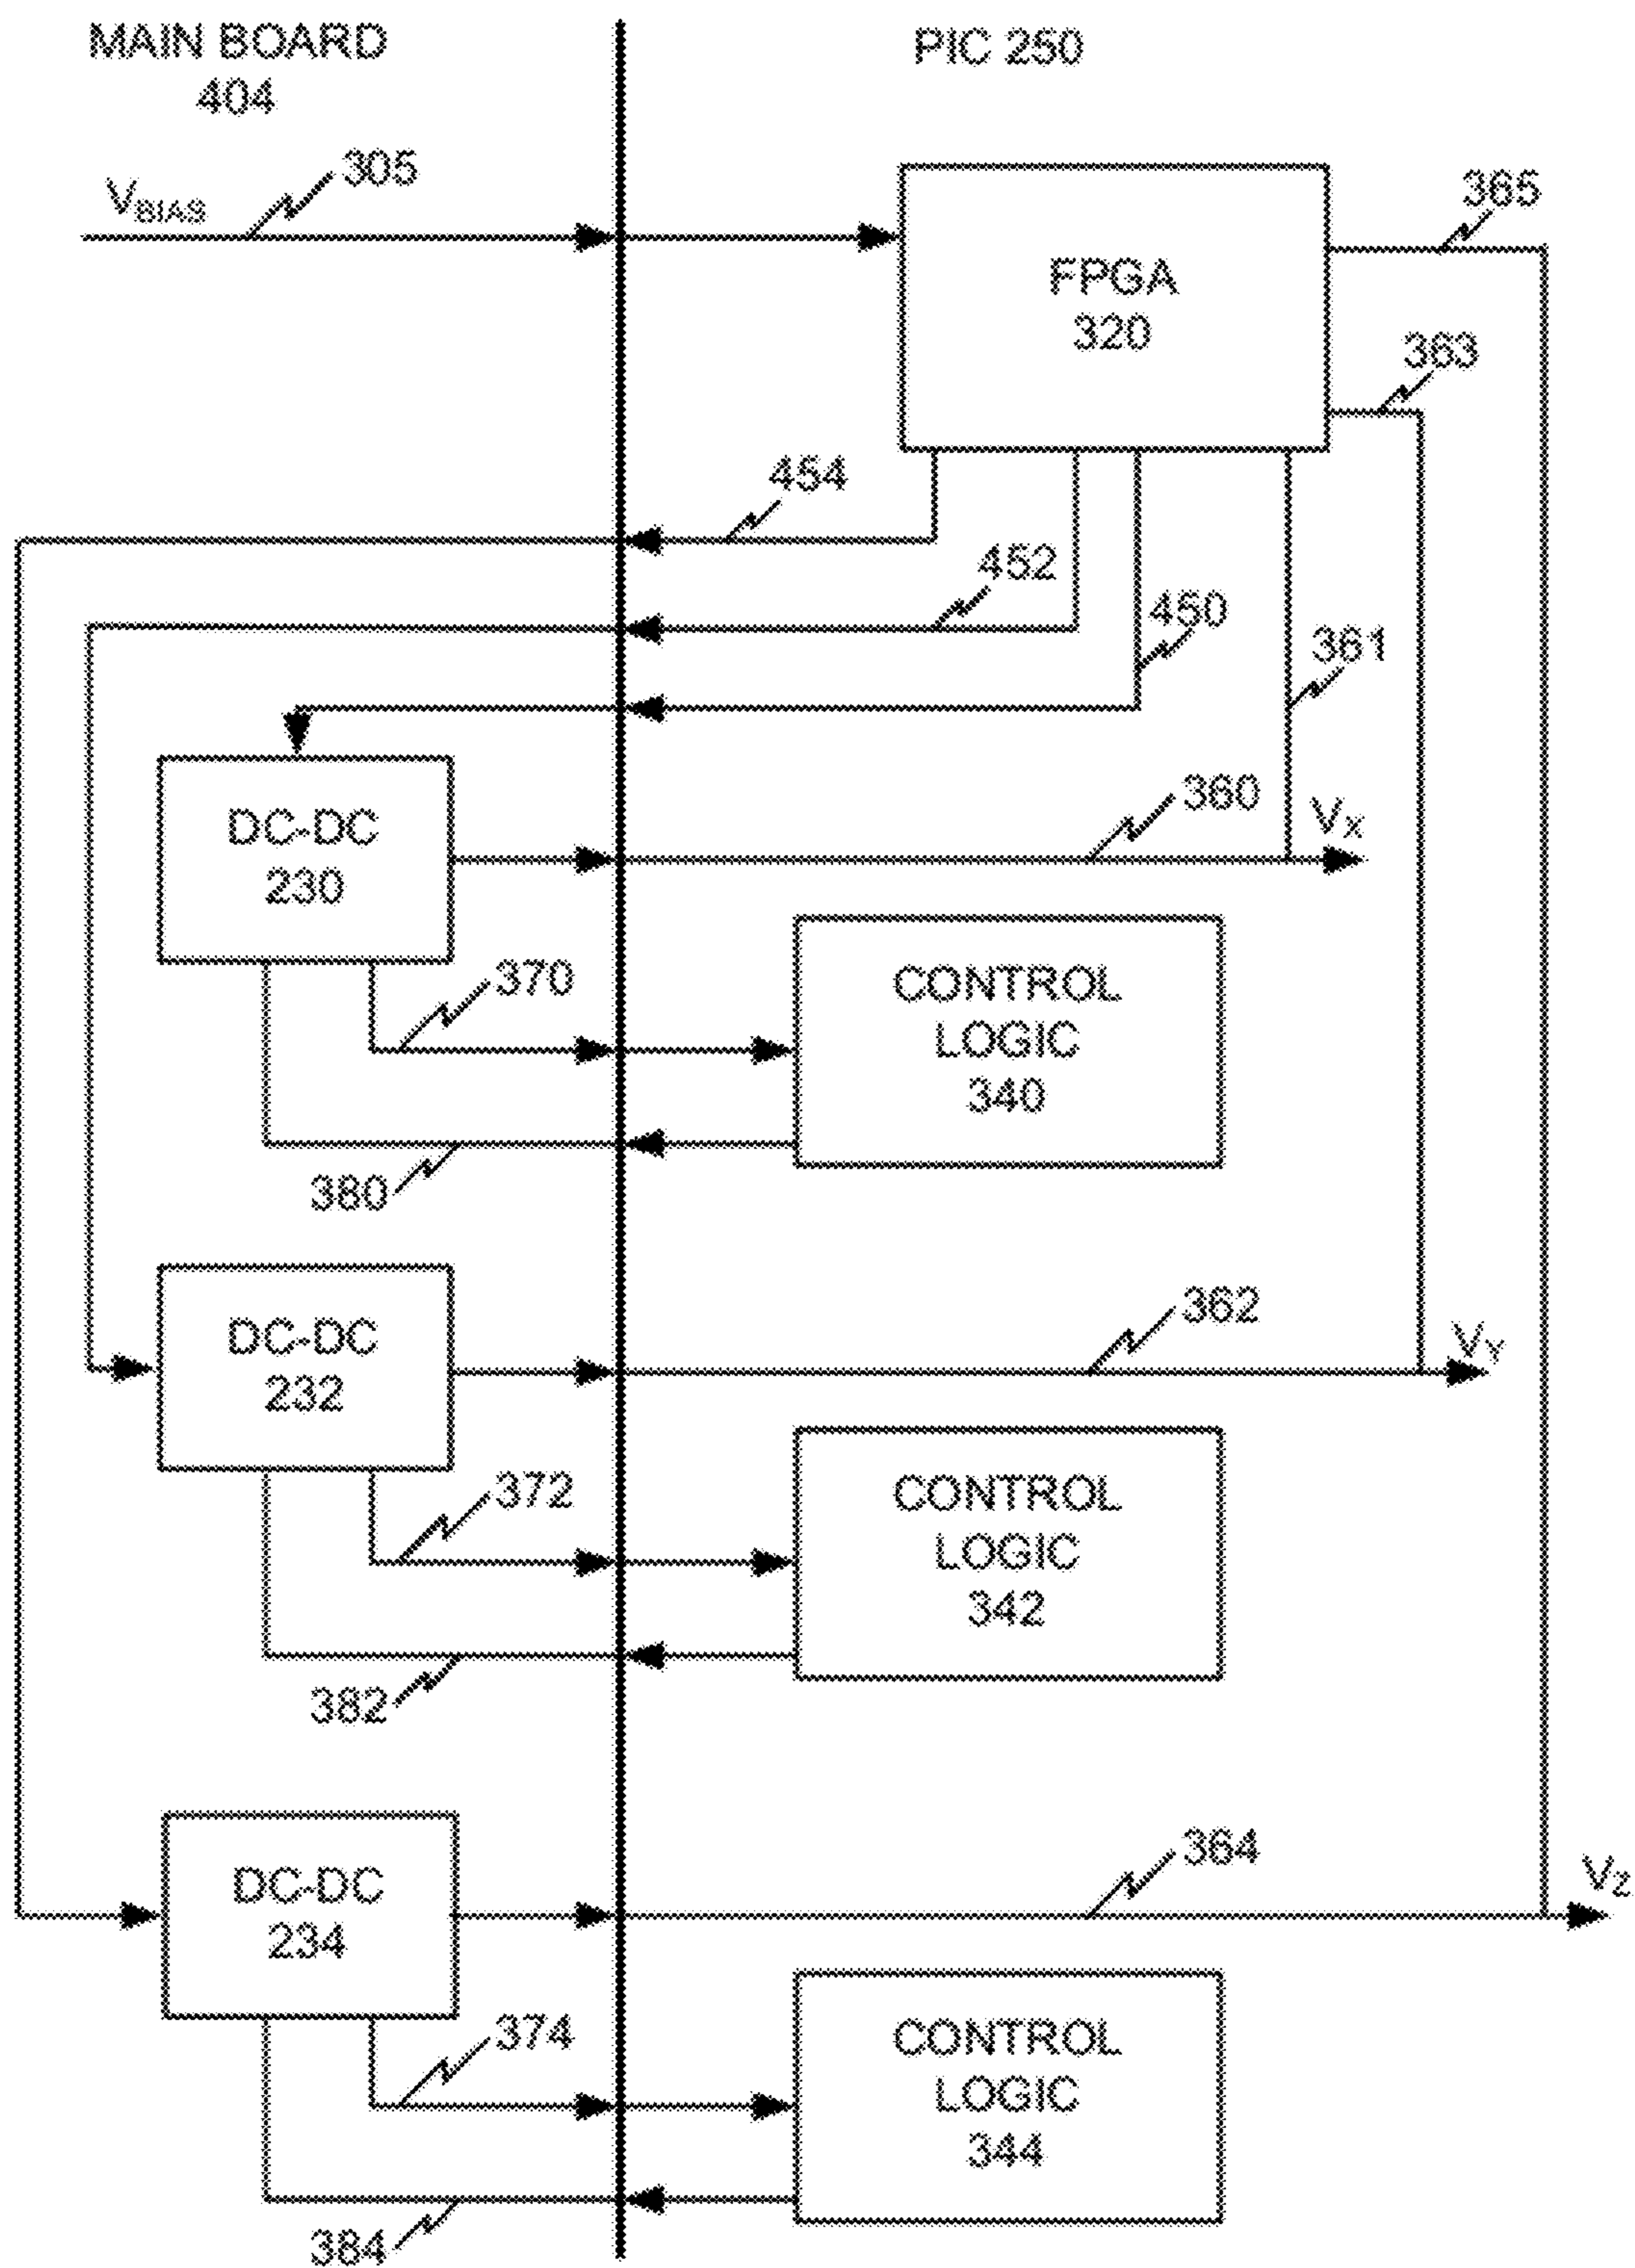 MAIN BOARD
404
PIC 250
305
VBIAS
365
FPGA
320
363
454
452
450
361
360
VX
DC-DC
230
370
CONTROL
LOGIC
340
380
362
VY
DC-DC
232
372
CONTROL
LOGIC
342
382
364
VZ
DC-DC
234
374
CONTROL
LOGIC
344
384